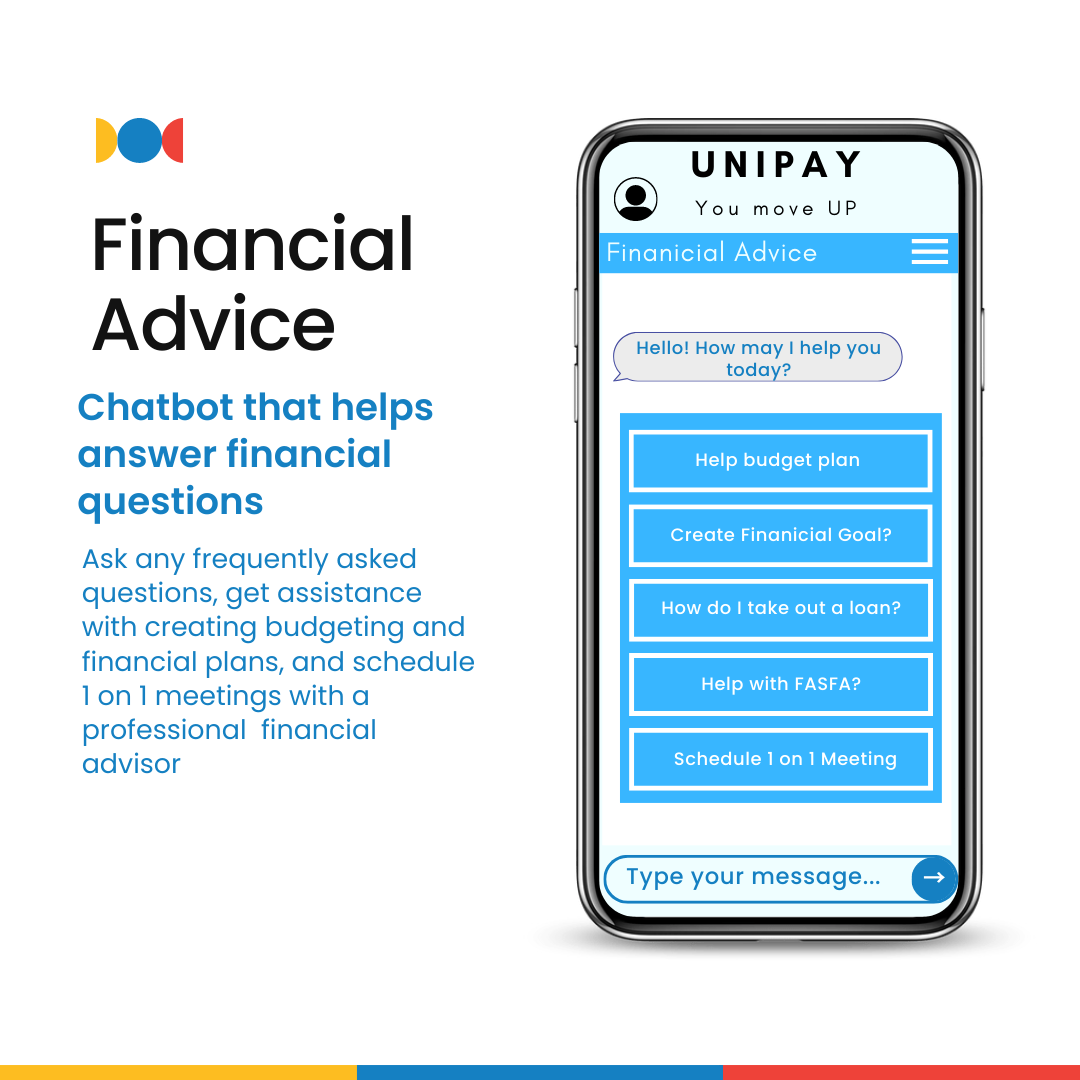 Financial
Advice
Chatbot that helps
answer financial
questions
Ask any frequently asked
questions, get assistance
with creating budgeting and
financial plans, and schedule
1 on 1 meetings with a
professional  financial
advisor
UNIPAY
You move UP
Finanicial Advice
Hello! How may I help you
today?
Help budget plan
Create Finanicial Goal?
How do I take out a loan?
Help with FASFA?
Schedule 1 on 1 Meeting
Type your message...